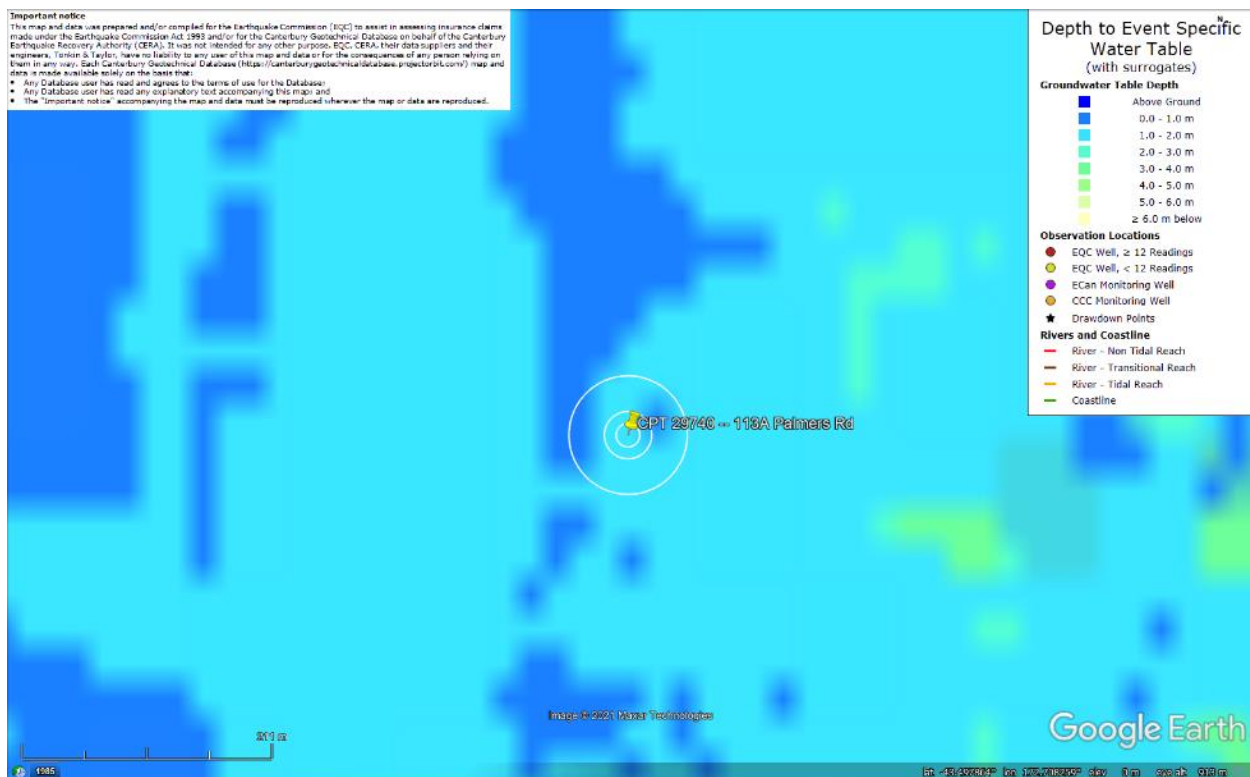 Important notice
This map and data was prepared and/or compiled for the Earthquake Commission (EQC) to assist in assessing insurance claims
made under the Earthquake Commission Act 1993 and/or for the Canterbury Geotechnical Database on behalf of the Canterbury
Earthquake Recovery Authority (CERA). It was not intended for any other purpose. EQC, CERA, their data suppliers and their
engineers, Tonkin & Taylor, have no liability to any user of this map and data or for the consequences of any person relying on
them in any way. Each Canterbury Geotechnical Database (https://canterburygeotechnicaldatabase.projectorbit.com/) map and
data is made available solely on the basis that:
• Any Database user has read and agrees to the terms of use for the Database;
• Any Database user has read any explanatory text accompanying this map; and
• The "Important notice" accompanying the map and data must be reproduced wherever the map or data are reproduced.
N
Depth to Event Specific
Water Table
(with surrogates)
Groundwater Table Depth
Above Ground
0.0 - 1.0 m
1.0 - 2.0 m
2.0 - 3.0 m
3.0 - 4.0 m
4.0 - 5.0 m
5.0 - 6.0 m
≥ 6.0 m below
Observation Locations
EQC Well, ≥ 12 Readings
EQC Well, < 12 Readings
ECan Monitoring Well
CCC Monitoring Well
Drawdown Points
Rivers and Coastline
River - Non Tidal Reach
River - Transitional Reach
River - Tidal Reach
Coastline
CPT 29740 -- 113A Palmers Rd
Image © 2021 Maxar Technologies
Google Earth
m
1985
lat lon elev 0 m eye alt 913 m